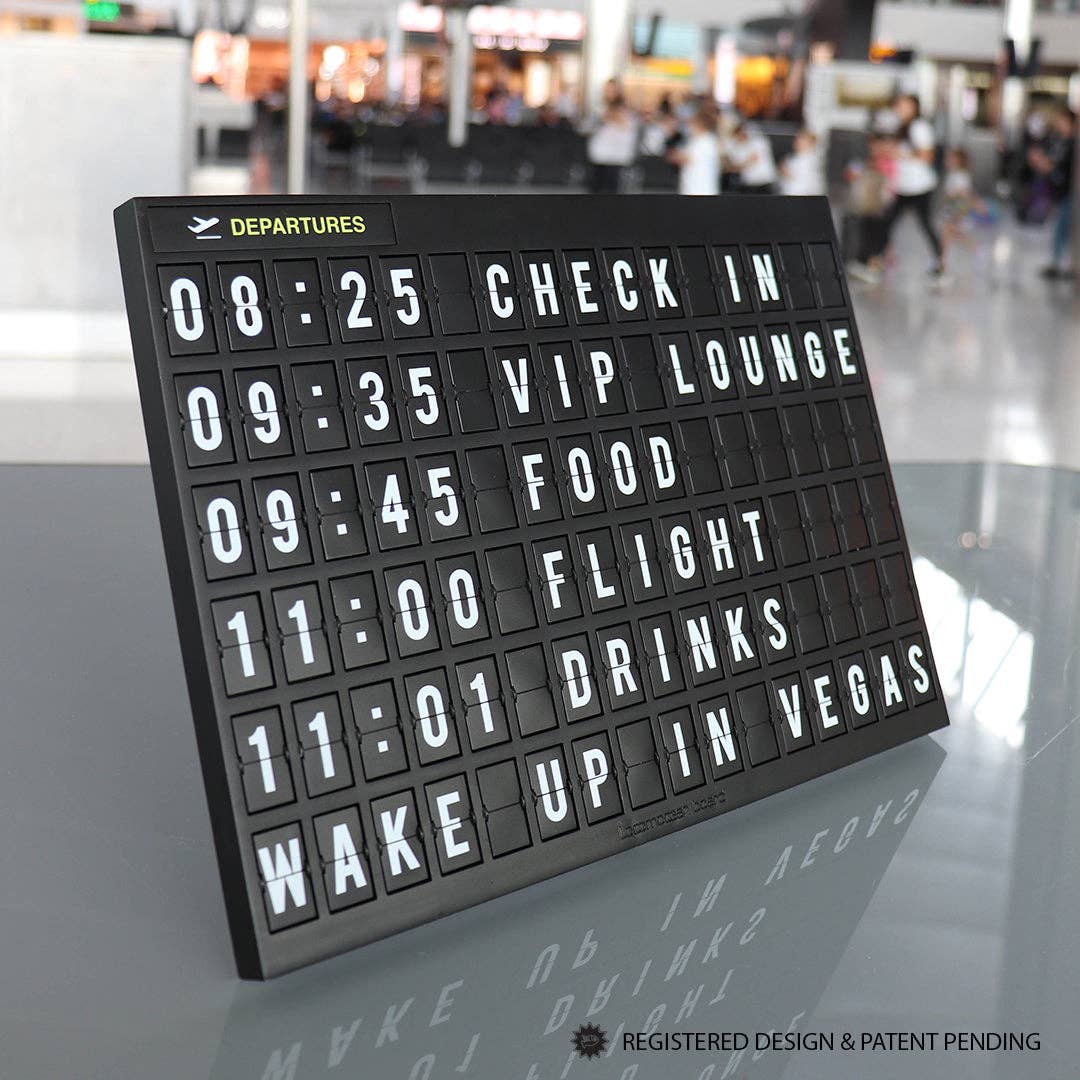 DEPARTURES
08:25 CHECK IN
09:35 VIP LOUNGE
09:45 FOOD
11:00 FLIGHT
11:01 DRINKS
WAKE UP IN VEGAS
REGISTERED DESIGN & PATENT PENDING